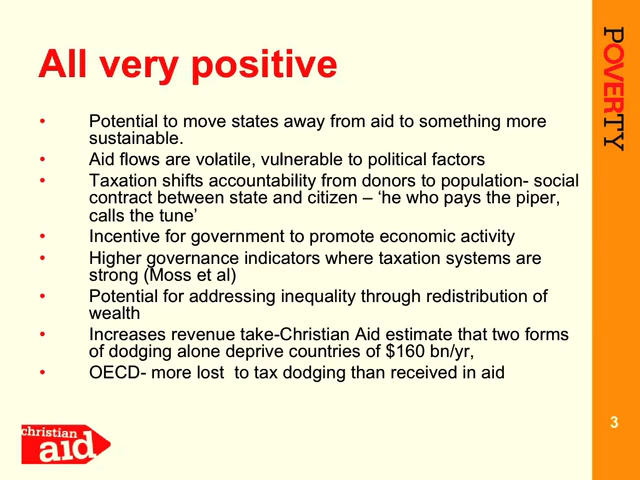 All very positive
• Potential to move states away from aid to something more
sustainable.
• Aid flows are volatile, vulnerable to political factors
• Taxation shifts accountability from donors to population- social
contract between state and citizen – ‘he who pays the piper,
calls the tune’
• Incentive for government to promote economic activity
• Higher governance indicators where taxation systems are
strong (Moss et al)
• Potential for addressing inequality through redistribution of
wealth
• Increases revenue take-Christian Aid estimate that two forms
of dodging alone deprive countries of $160 bn/yr,
• OECD- more lost  to tax dodging than received in aid
POVERTY
3
christian
aid